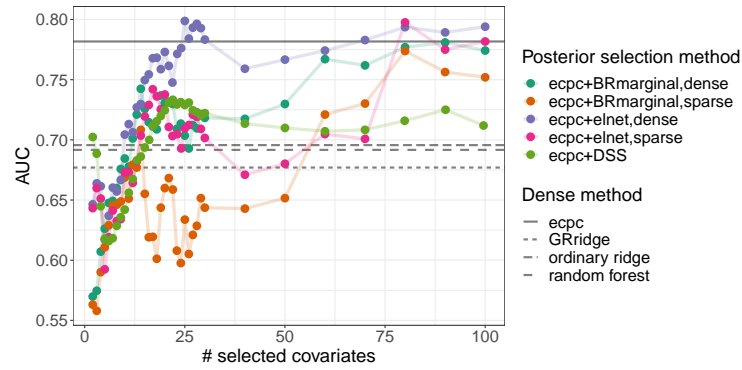 0.80
0.75
0.70
0.65
0.60
0.55
AUC
0 25 50 75 100
# selected covariates
Posterior selection method
ecpc+BRmarginal,dense
ecpc+BRmarginal,sparse
ecpc+elnet,dense
ecpc+elnet,sparse
ecpc+DSS
Dense method
ecpc
GRridge
ordinary ridge
random forest